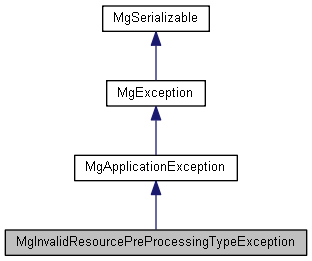 MgSerializable
MgException
MgApplicationException
MgInvalidResourcePreProcessingTypeException